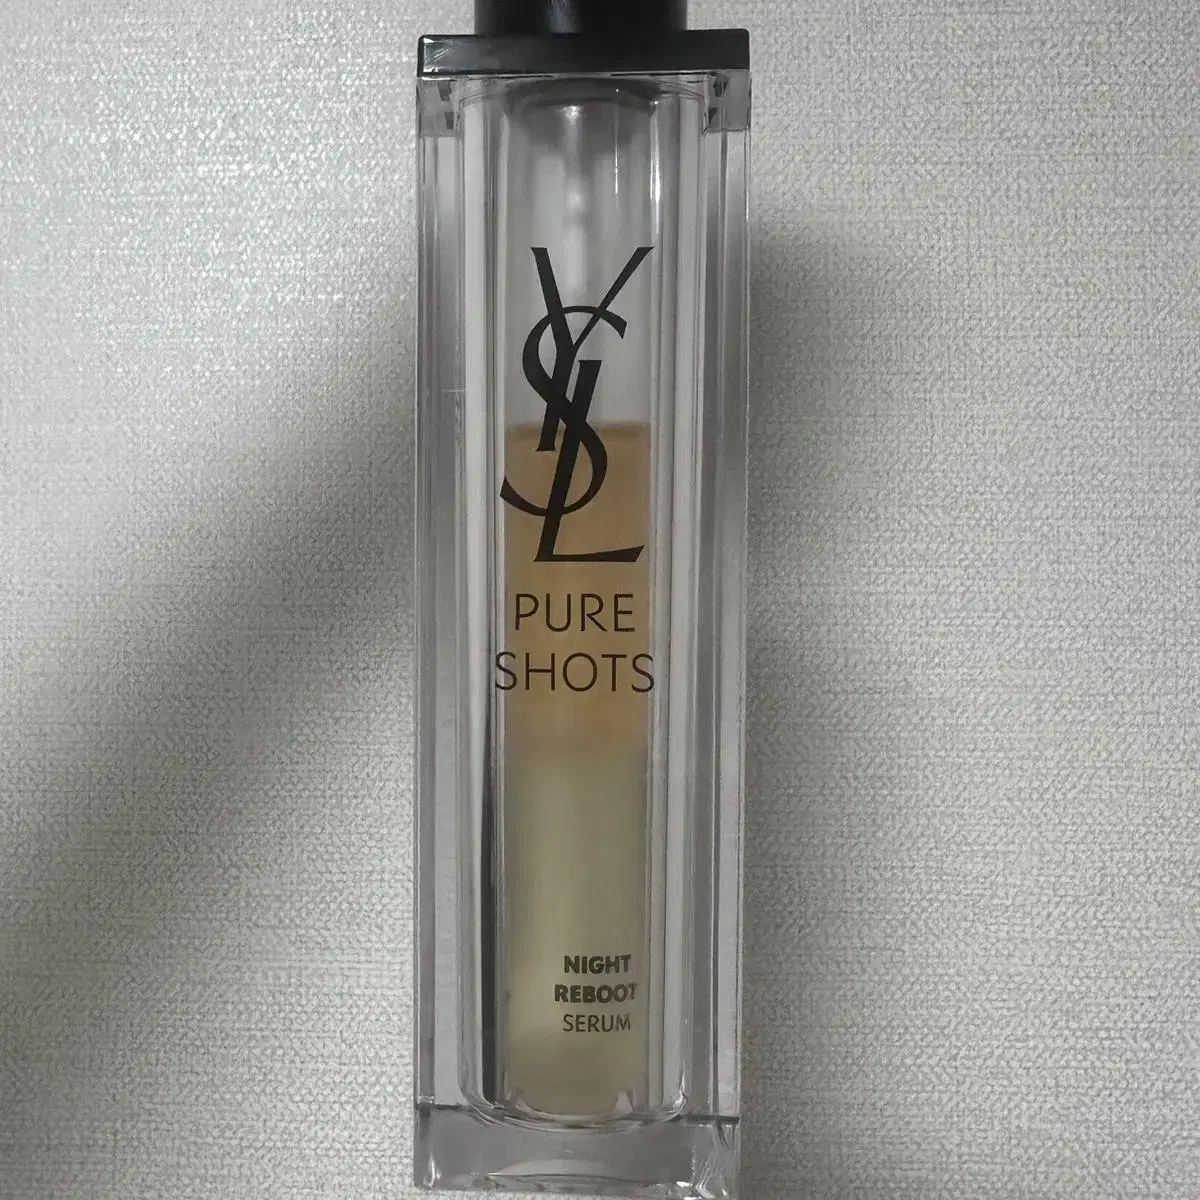 YSL
PURE
SHOTS
NIGHT
REBOOT
SERUM